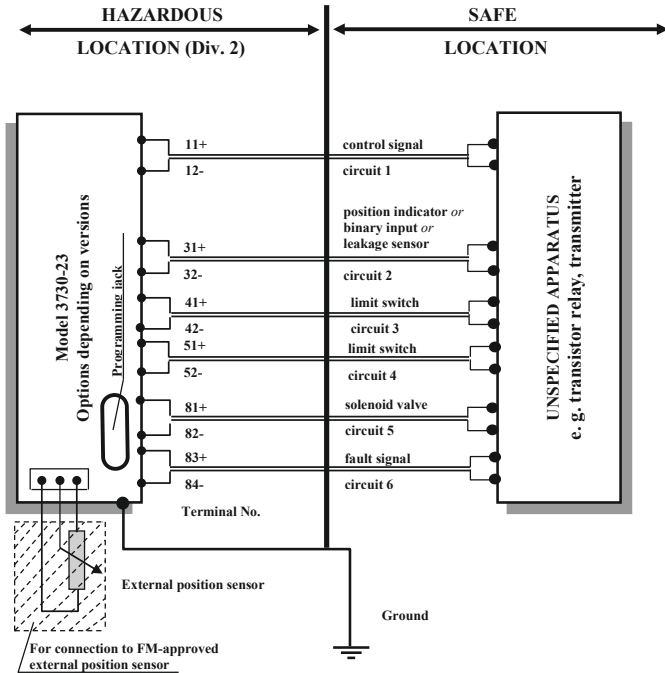 HAZARDOUS
LOCATION (Div. 2)
SAFE
LOCATION
Model 3730-23
Options depending on versions
Programming jack
11+
12-
control signal
circuit 1
31+
32-
position indicator or
binary input or
leakage sensor
circuit 2
41+
42-
limit switch
circuit 3
51+
52-
limit switch
circuit 4
81+
82-
solenoid valve
circuit 5
83+
84-
fault signal
circuit 6
Terminal No.
UNSPECIFIED APPARATUS
e. g. transistor relay, transmitter
External position sensor
Ground
For connection to FM-approved
external position sensor